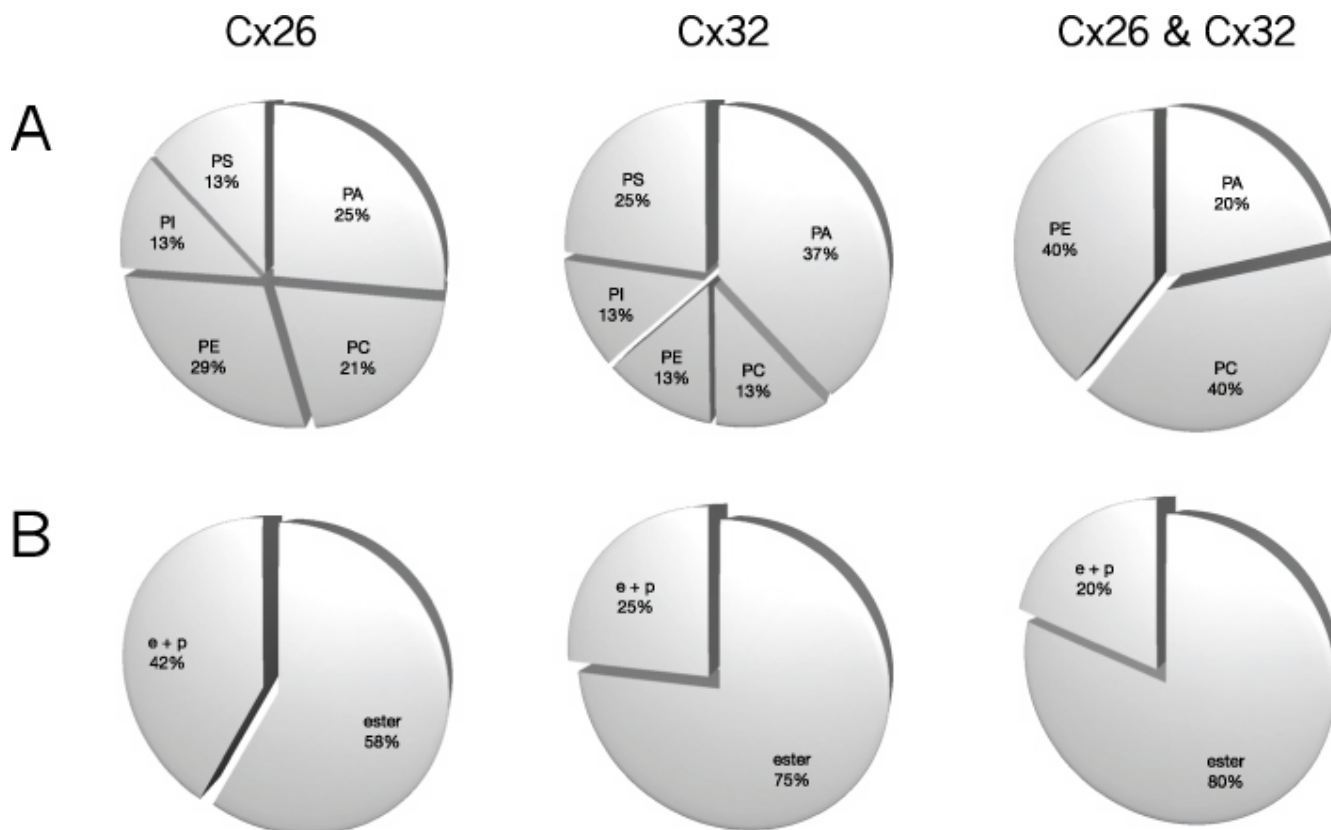 Cx26
Cx32
Cx26 & Cx32
A
PS
13%
PA
25%
PI
13%
PE
29%
PC
21%
PS
25%
PA
37%
PI
13%
PE
13%
PC
13%
PE
40%
PA
20%
PC
40%
B
e + p
42%
ester
58%
e + p
25%
ester
75%
e + p
20%
ester
80%